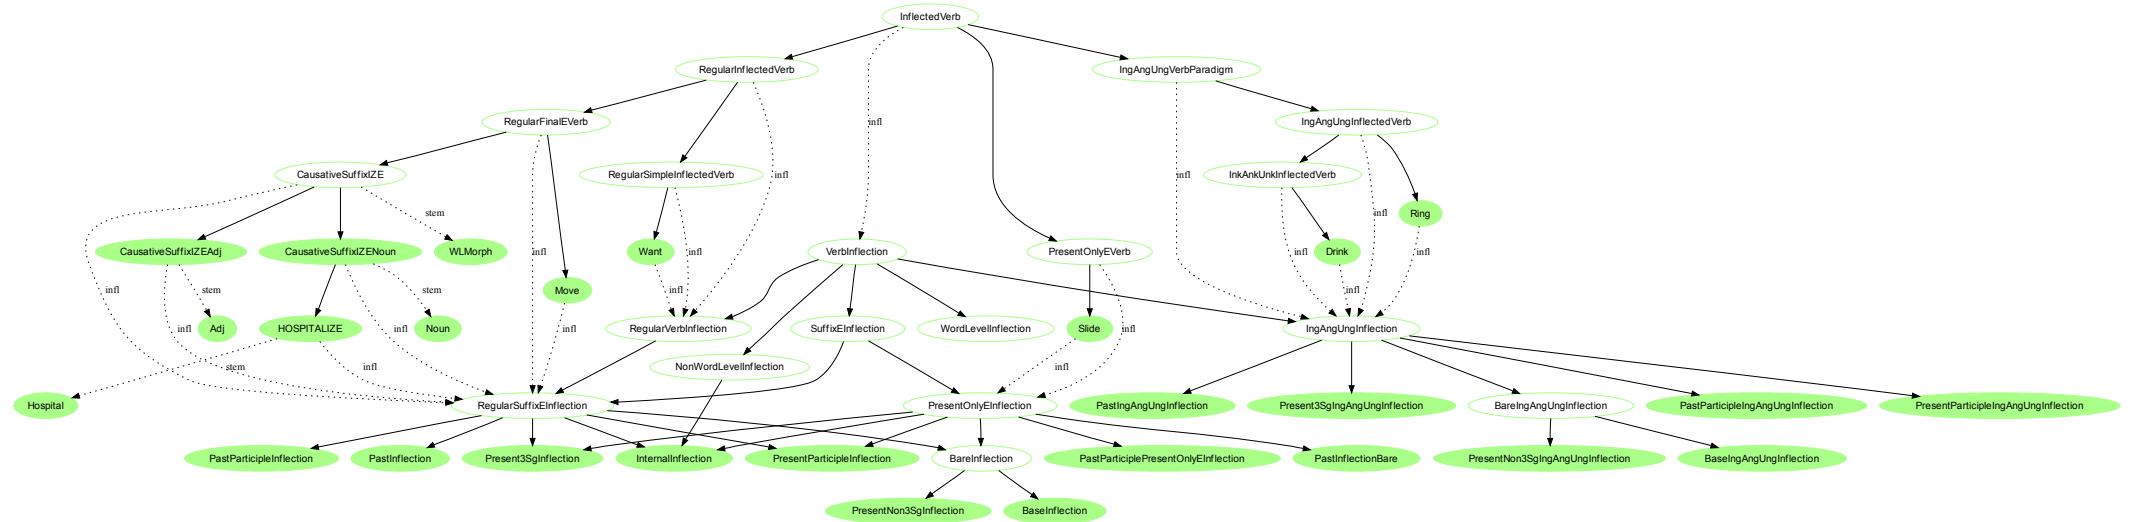 InflectedVerb
RegularInflectedVerb
IngAngUngVerbParadigm
RegularFinalEVerb
infl
IngAngUngInflectedVerb
CausativeSuffixIZE
RegularSimpleInflectedVerb
infl
infl
InkAnkUnkInflectedVerb
stem
infl
Ring
CausativeSuffixIZEAdj
CausativeSuffixIZENoun
WLMorph
infl
Want
infl
VerbInflection
PresentOnlyEVerb
Drink
infl
infl
infl
stem
stem
Move
infl
infl
Adj
HOSPITALIZE
Noun
infl
infl
infl
RegularVerbInflection
SuffixEInflection
WordLevelInflection
Slide
infl
IngAngUngInflection
stem
infl
NonWordLevelInflection
infl
Hospital
RegularSuffixEInflection
PresentOnlyEInflection
PastIngAngUngInflection
Present3SgIngAngUngInflection
BareIngAngUngInflection
PastParticipleIngAngUngInflection
PresentParticipleIngAngUngInflection
PastParticipleInflection
PastInflection
Present3SgInflection
InternalInflection
PresentParticipleInflection
BareInflection
PastParticiplePresentOnlyEInflection
PastInflectionBare
PresentNon3SgIngAngUngInflection
BaseIngAngUngInflection
PresentNon3SgInflection
BaseInflection